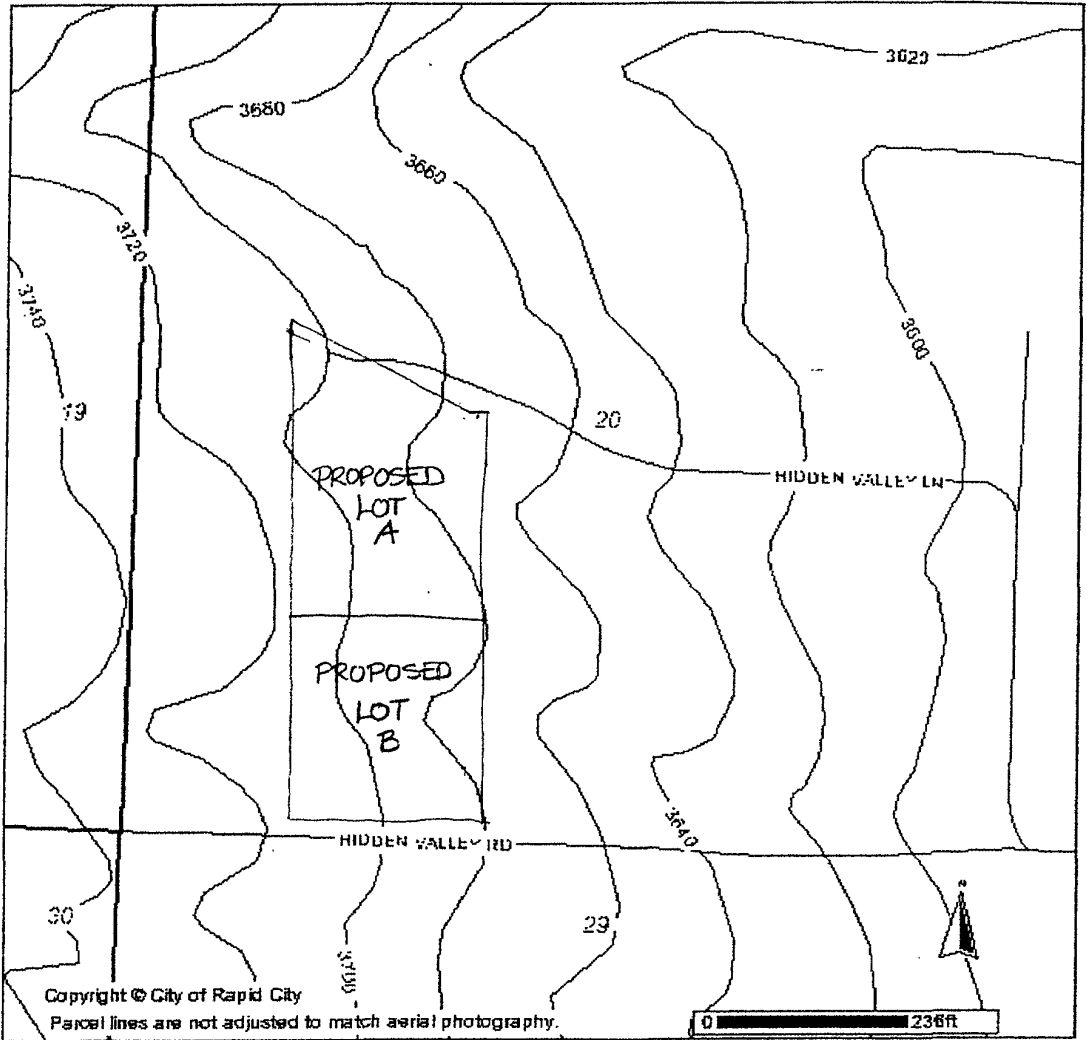 3620
3680
3660
3720
3740
3600
19
20
HIDDEN VALLEY LN
PROPOSED
LOT
A
PROPOSED
LOT
B
3640
HIDDEN VALLEY RD
30
29
3700
Copyright © City of Rapid City
Parcel lines are not adjusted to match aerial photography.
0 236ft